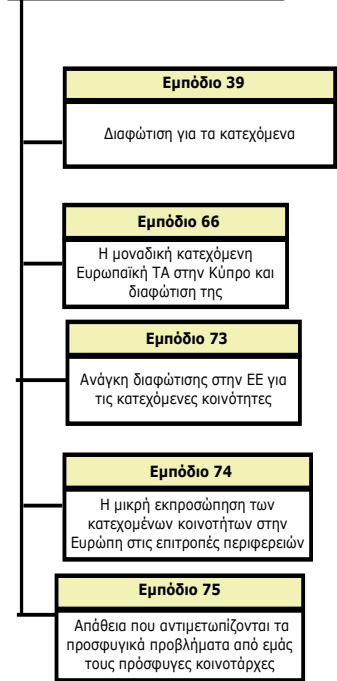 Εμπόδιο 39
Διαφώτιση για τα κατεχόμενα
Εμπόδιο 66
Η μοναδική κατεχόμενη
Ευρωπαϊκή ΤΑ στην Κύπρο και
διαφώτιση της
Εμπόδιο 73
Ανάγκη διαφώτισης στην ΕΕ για
τις κατεχόμενες κοινότητες
Εμπόδιο 74
Η μικρή εκπροσώπηση των
κατεχομένων κοινοτήτων στην
Ευρώπη στις επιτροπές περιφερειών
Εμπόδιο 75
Απάθεια που αντιμετωπίζονται τα
προσφυγικά προβλήματα από εμάς
τους πρόσφυγες κοινοτάρχες